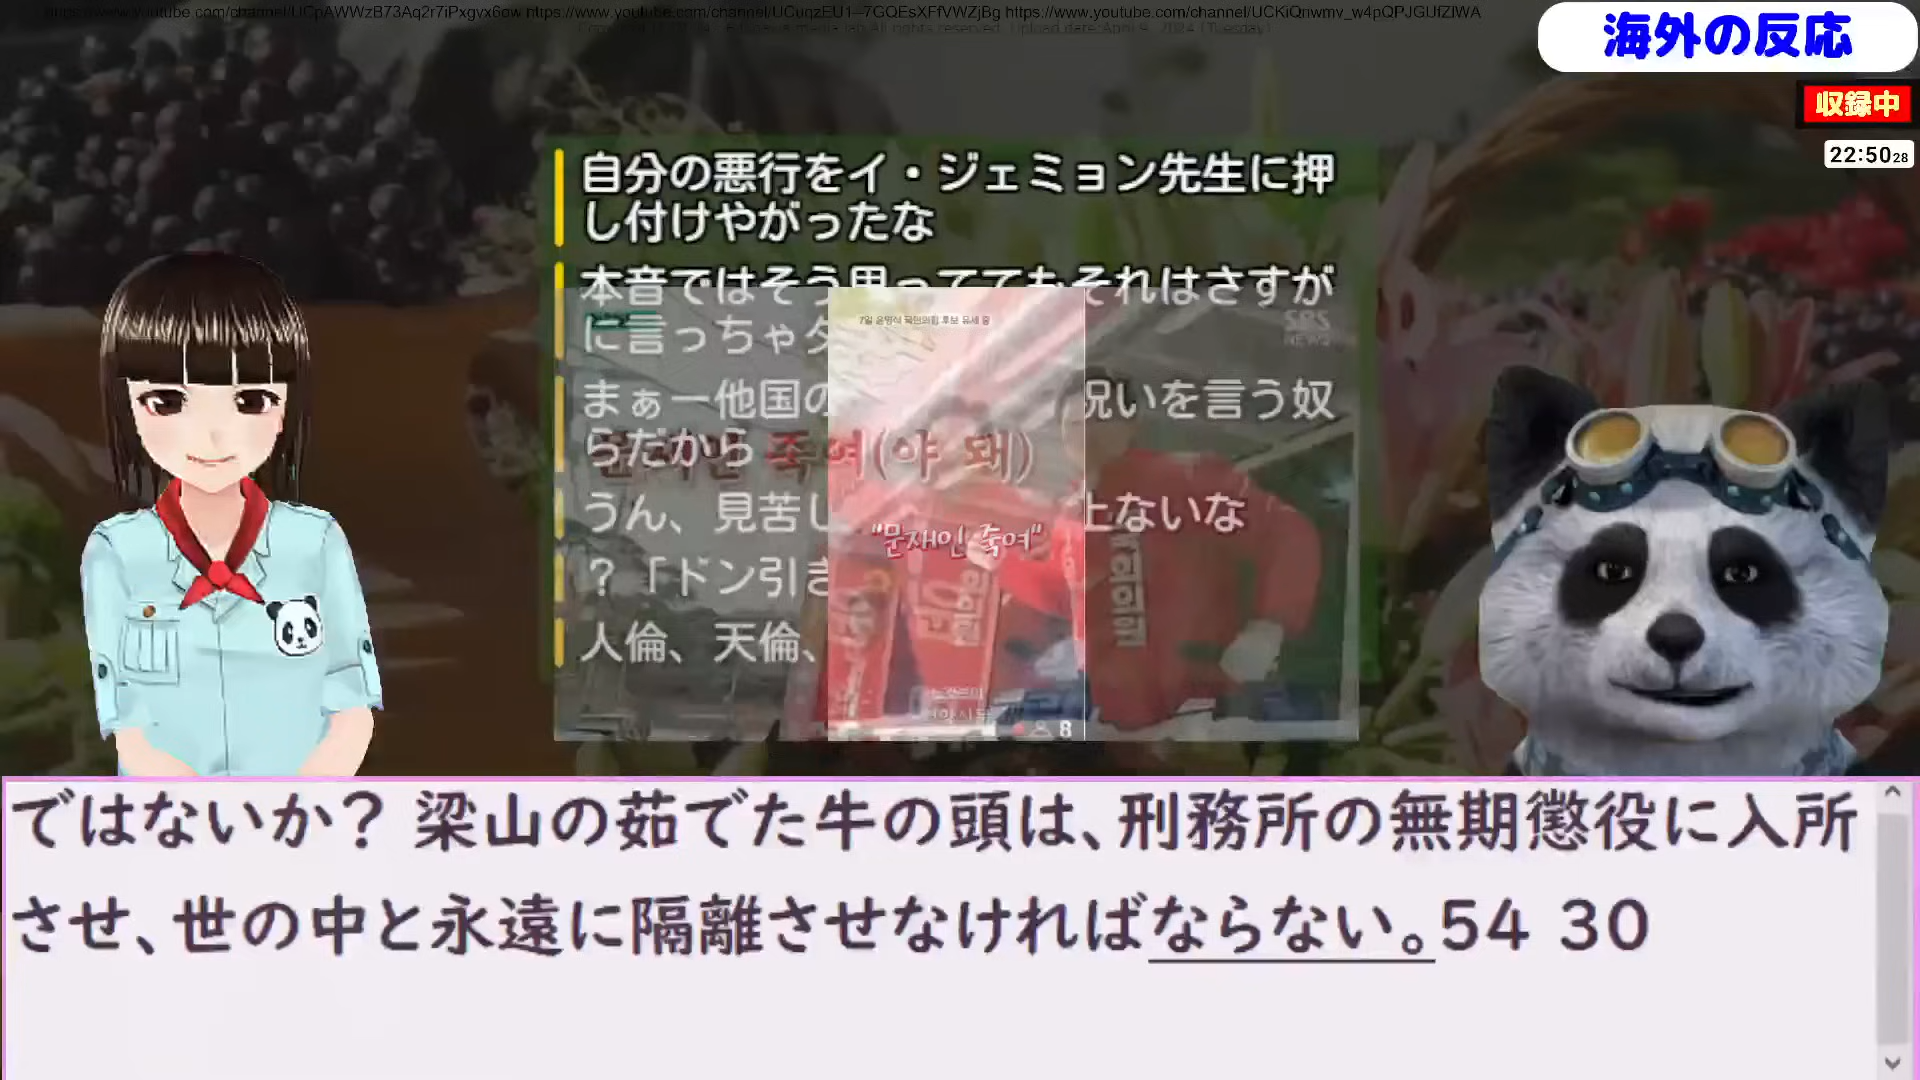 海外の反応
収録中
22:50 28
自分の悪行をイ・ジェミョン先生に押
し付けやがったな
本音ではそう思っててもそれはさすが
に言っちゃダ
SBS
NEWS
まぁー他国の 呪いを言う奴
らだから
죽여(야 돼)
うん、見苦し 上ないな
"문재인 죽여"
?「ドン引き
人倫、天倫、
8
ではないか? 梁山の茹でた牛の頭は、刑務所の無期懲役に入所
させ、世の中と永遠に隔離させなければならない。54 30